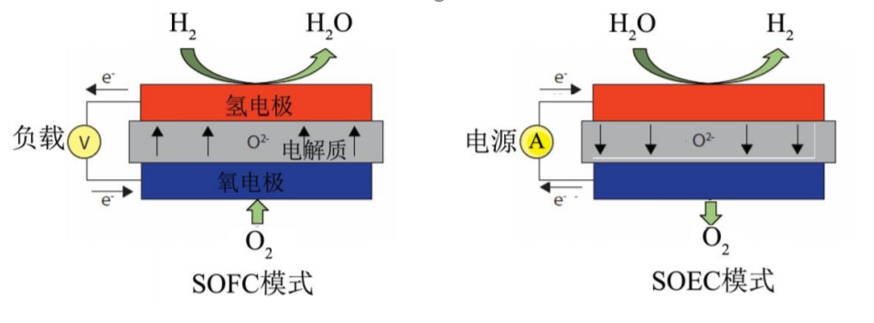 H₂ H₂O
e⁻
氢电极
负载 V O²⁻ 电解质
氧电极
e⁻
O₂
SOFC模式
H₂O H₂
e⁻
电源 A O²⁻
e⁻
O₂
SOEC模式